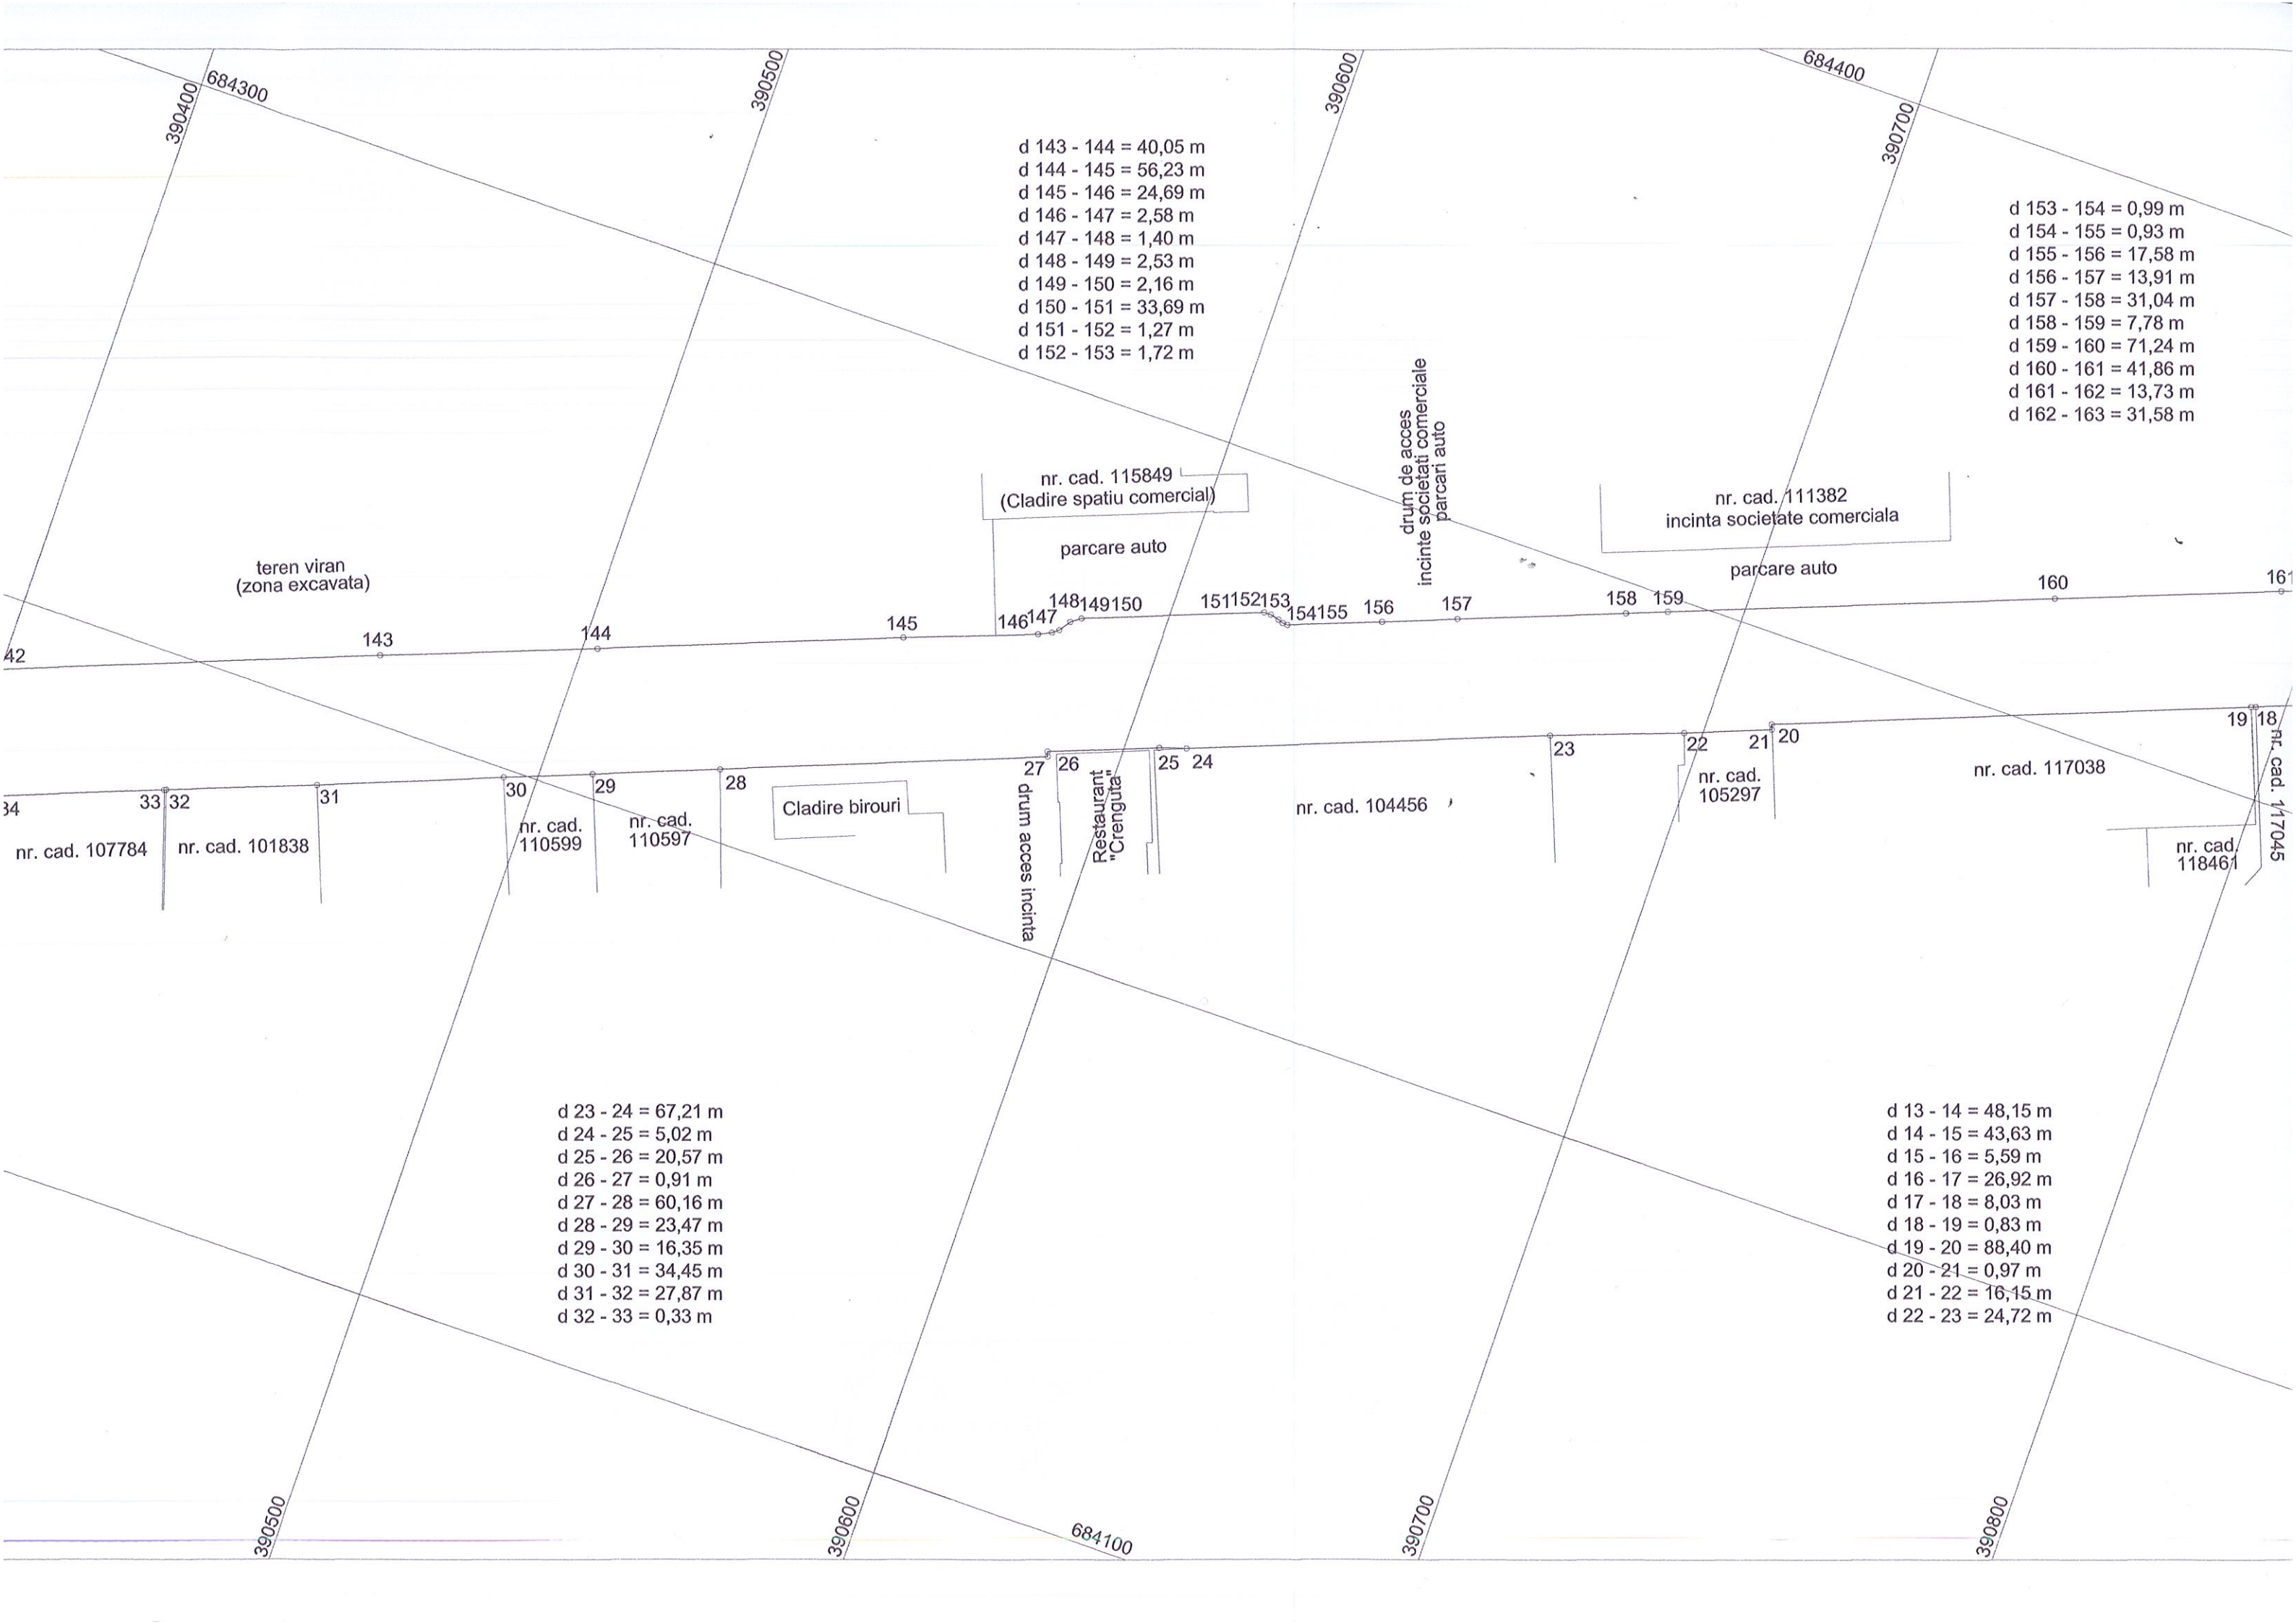 390400
684300
390500
390600
684400
390700
d 143 - 144 = 40,05 m
d 144 - 145 = 56,23 m
d 145 - 146 = 24,69 m
d 146 - 147 = 2,58 m
d 147 - 148 = 1,40 m
d 148 - 149 = 2,53 m
d 149 - 150 = 2,16 m
d 150 - 151 = 33,69 m
d 151 - 152 = 1,27 m
d 152 - 153 = 1,72 m
d 153 - 154 = 0,99 m
d 154 - 155 = 0,93 m
d 155 - 156 = 17,58 m
d 156 - 157 = 13,91 m
d 157 - 158 = 31,04 m
d 158 - 159 = 7,78 m
d 159 - 160 = 71,24 m
d 160 - 161 = 41,86 m
d 161 - 162 = 13,73 m
d 162 - 163 = 31,58 m
drum de acces
incinte societati comerciale
parcari auto
nr. cad. 115849
(Cladire spatiu comercial)
parcare auto
nr. cad. 111382
incinta societate comerciala
parcare auto
teren viran
(zona excavata)
42
143
144
145
146
147
148
149
150
151
152
153
154
155
156
157
158
159
160
161
34
33
32
31
30
29
28
27
26
25
24
23
22
21
20
19
18
nr. cad. 107784
nr. cad. 101838
nr. cad.
110599
nr. cad.
110597
Cladire birouri
drum acces incinta
Restaurant
"Crenguta"
nr. cad. 104456
nr. cad.
105297
nr. cad. 117038
nr. cad.
118461
nr. cad. 117045
d 23 - 24 = 67,21 m
d 24 - 25 = 5,02 m
d 25 - 26 = 20,57 m
d 26 - 27 = 0,91 m
d 27 - 28 = 60,16 m
d 28 - 29 = 23,47 m
d 29 - 30 = 16,35 m
d 30 - 31 = 34,45 m
d 31 - 32 = 27,87 m
d 32 - 33 = 0,33 m
d 13 - 14 = 48,15 m
d 14 - 15 = 43,63 m
d 15 - 16 = 5,59 m
d 16 - 17 = 26,92 m
d 17 - 18 = 8,03 m
d 18 - 19 = 0,83 m
d 19 - 20 = 88,40 m
d 20 - 21 = 0,97 m
d 21 - 22 = 16,15 m
d 22 - 23 = 24,72 m
390500
390600
684100
390700
390800